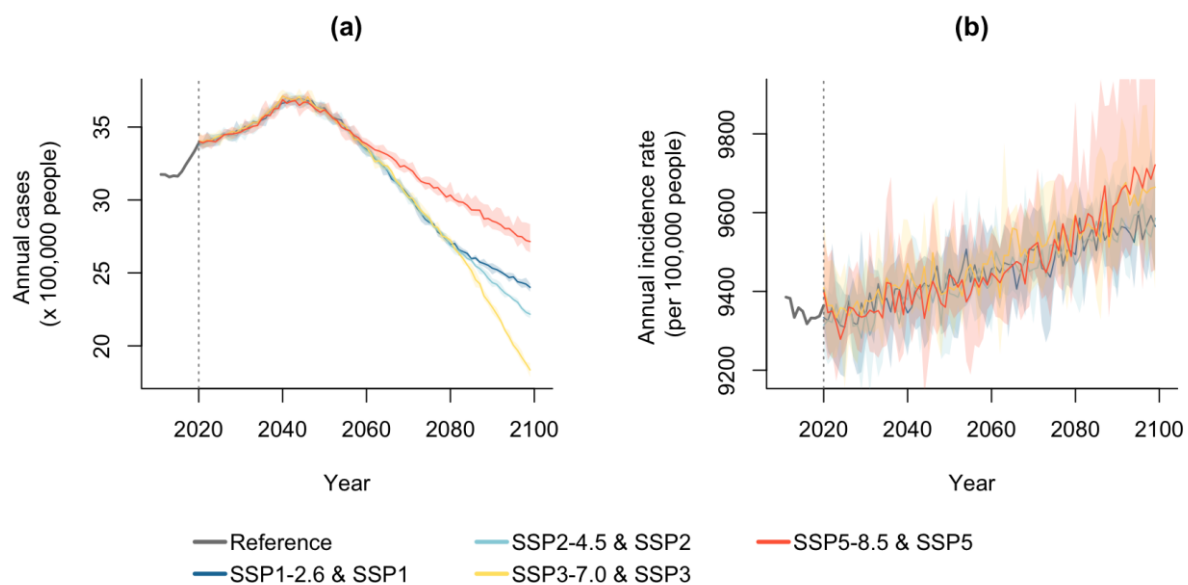 (a)
Annual cases
(x 100,000 people)
35
30
25
20
2020 2040 2060 2080 2100
Year
(b)
Annual incidence rate
(per 100,000 people)
9800
9600
9400
9200
2020 2040 2060 2080 2100
Year
Reference SSP2-4.5 & SSP2 SSP5-8.5 & SSP5
SSP1-2.6 & SSP1 SSP3-7.0 & SSP3